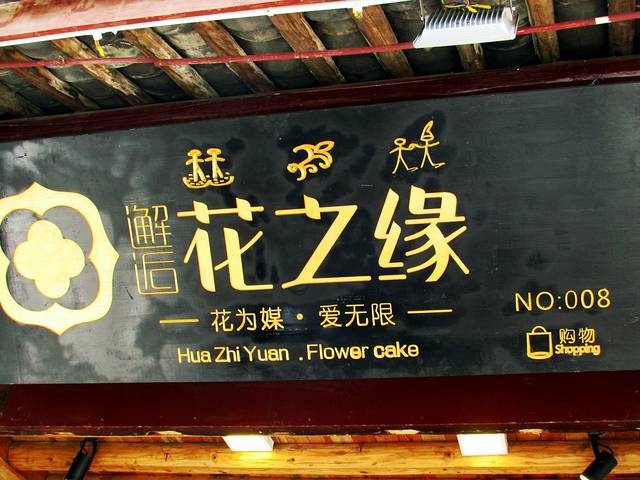 邂逅
花之缘
花为媒·爱无限
Hua Zhi Yuan . Flower cake
NO:008
购物
Shopping